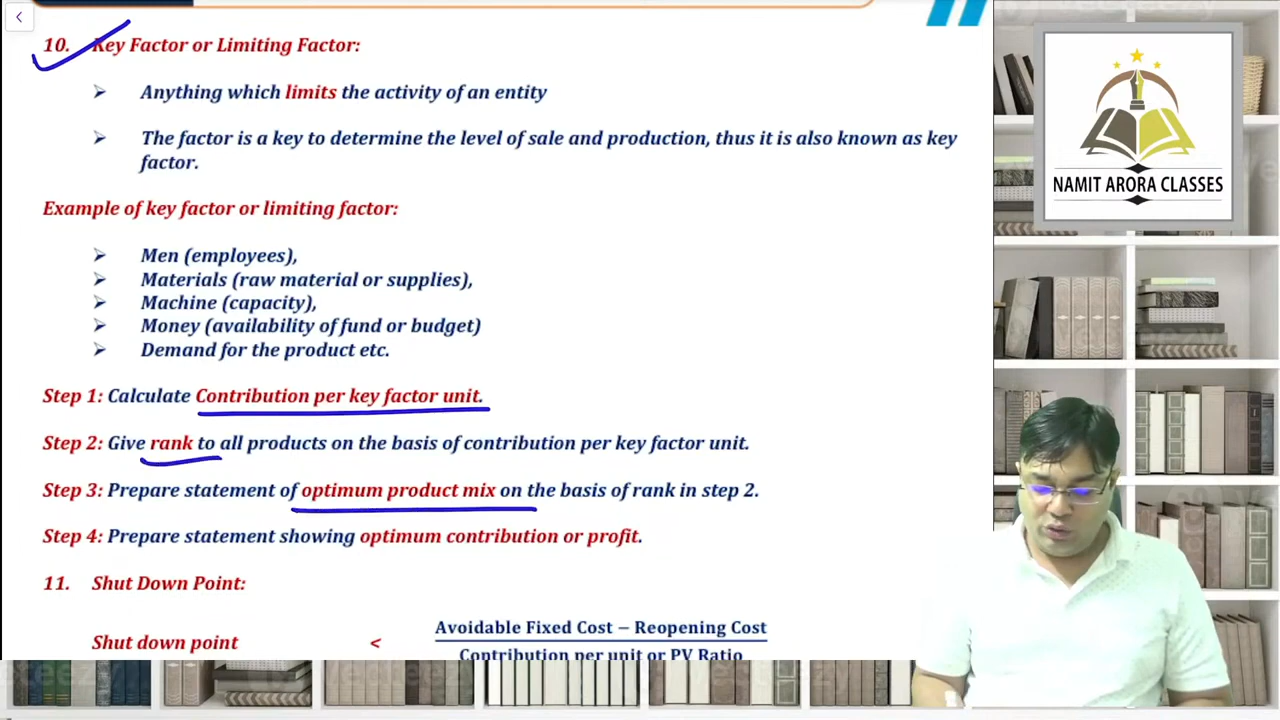 10. Key Factor or Limiting Factor:
➢ Anything which limits the activity of an entity
➢ The factor is a key to determine the level of sale and production, thus it is also known as key
factor.
Example of key factor or limiting factor:
➢ Men (employees),
➢ Materials (raw material or supplies),
➢ Machine (capacity),
➢ Money (availability of fund or budget)
➢ Demand for the product etc.
Step 1: Calculate Contribution per key factor unit.
Step 2: Give rank to all products on the basis of contribution per key factor unit.
Step 3: Prepare statement of optimum product mix on the basis of rank in step 2.
Step 4: Prepare statement showing optimum contribution or profit.
11. Shut Down Point:
Shut down point < Avoidable Fixed Cost − Reopening Cost
Contribution per unit or PV Ratio
NAMIT ARORA CLASSES